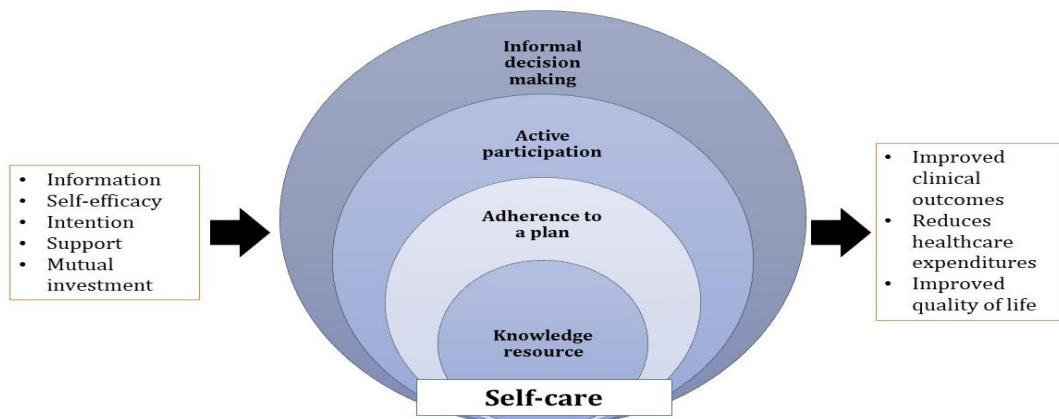 • Information
• Self-efficacy
• Intention
• Support
• Mutual
investment
Informal
decision
making
Active
participation
Adherence to
a plan
Knowledge
resource
Self-care
• Improved
clinical
outcomes
• Reduces
healthcare
expenditures
• Improved
quality of life